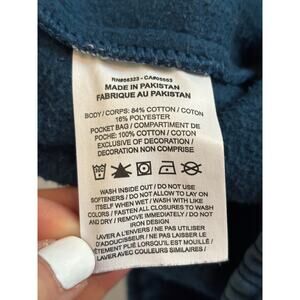 RN#56323 - CA#05553
MADE IN PAKISTAN
FABRIQUE AU PAKISTAN
BODY / CORPS: 84% COTTON / COTON
16% POLYESTER
POCKET BAG / COMPARTIMENT DE
POCHE: 100% COTTON / COTON
EXCLUSIVE OF DECORATION /
DECORATION NON COMPRISE
WASH INSIDE OUT / DO NOT USE
SOFTENERS / DO NOT ALLOW TO LAY ON
ITSELF WHEN WET / WASH WITH LIKE
COLORS / FASTEN ALL CLOSURES TO WASH
AND DRY / REMOVE IMMEDIATELY / DO NOT
IRON DESIGN
LAVER A L'ENVERS / NE PAS UTILISER
D'ADOUCISSEUR / NE PAS LAISSER LE
VÊTEMENT PLIÉ LORSQU'IL EST MOUILLÉ /
LAVER AVEC COULEURS SIMILAIRES /